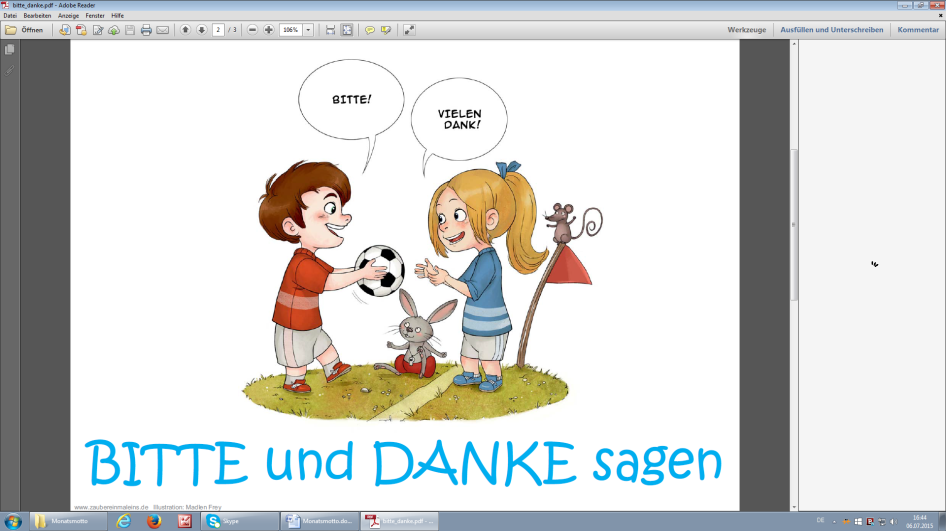 bitte_danke.pdf - Adobe Reader
Datei Bearbeiten Anzeige Fenster Hilfe
Öffnen 2 / 3 106% Werkzeuge Ausfüllen und Unterschreiben Kommentar
BITTE!
VIELEN
DANK!
BITTE und DANKE sagen
www.zaubereinmaleins.de Illustration: Madlen Frey
Monatsmotto Skype Monatsmotto.do... bitte_danke.pdf - ... DE 16:44
06.07.2015